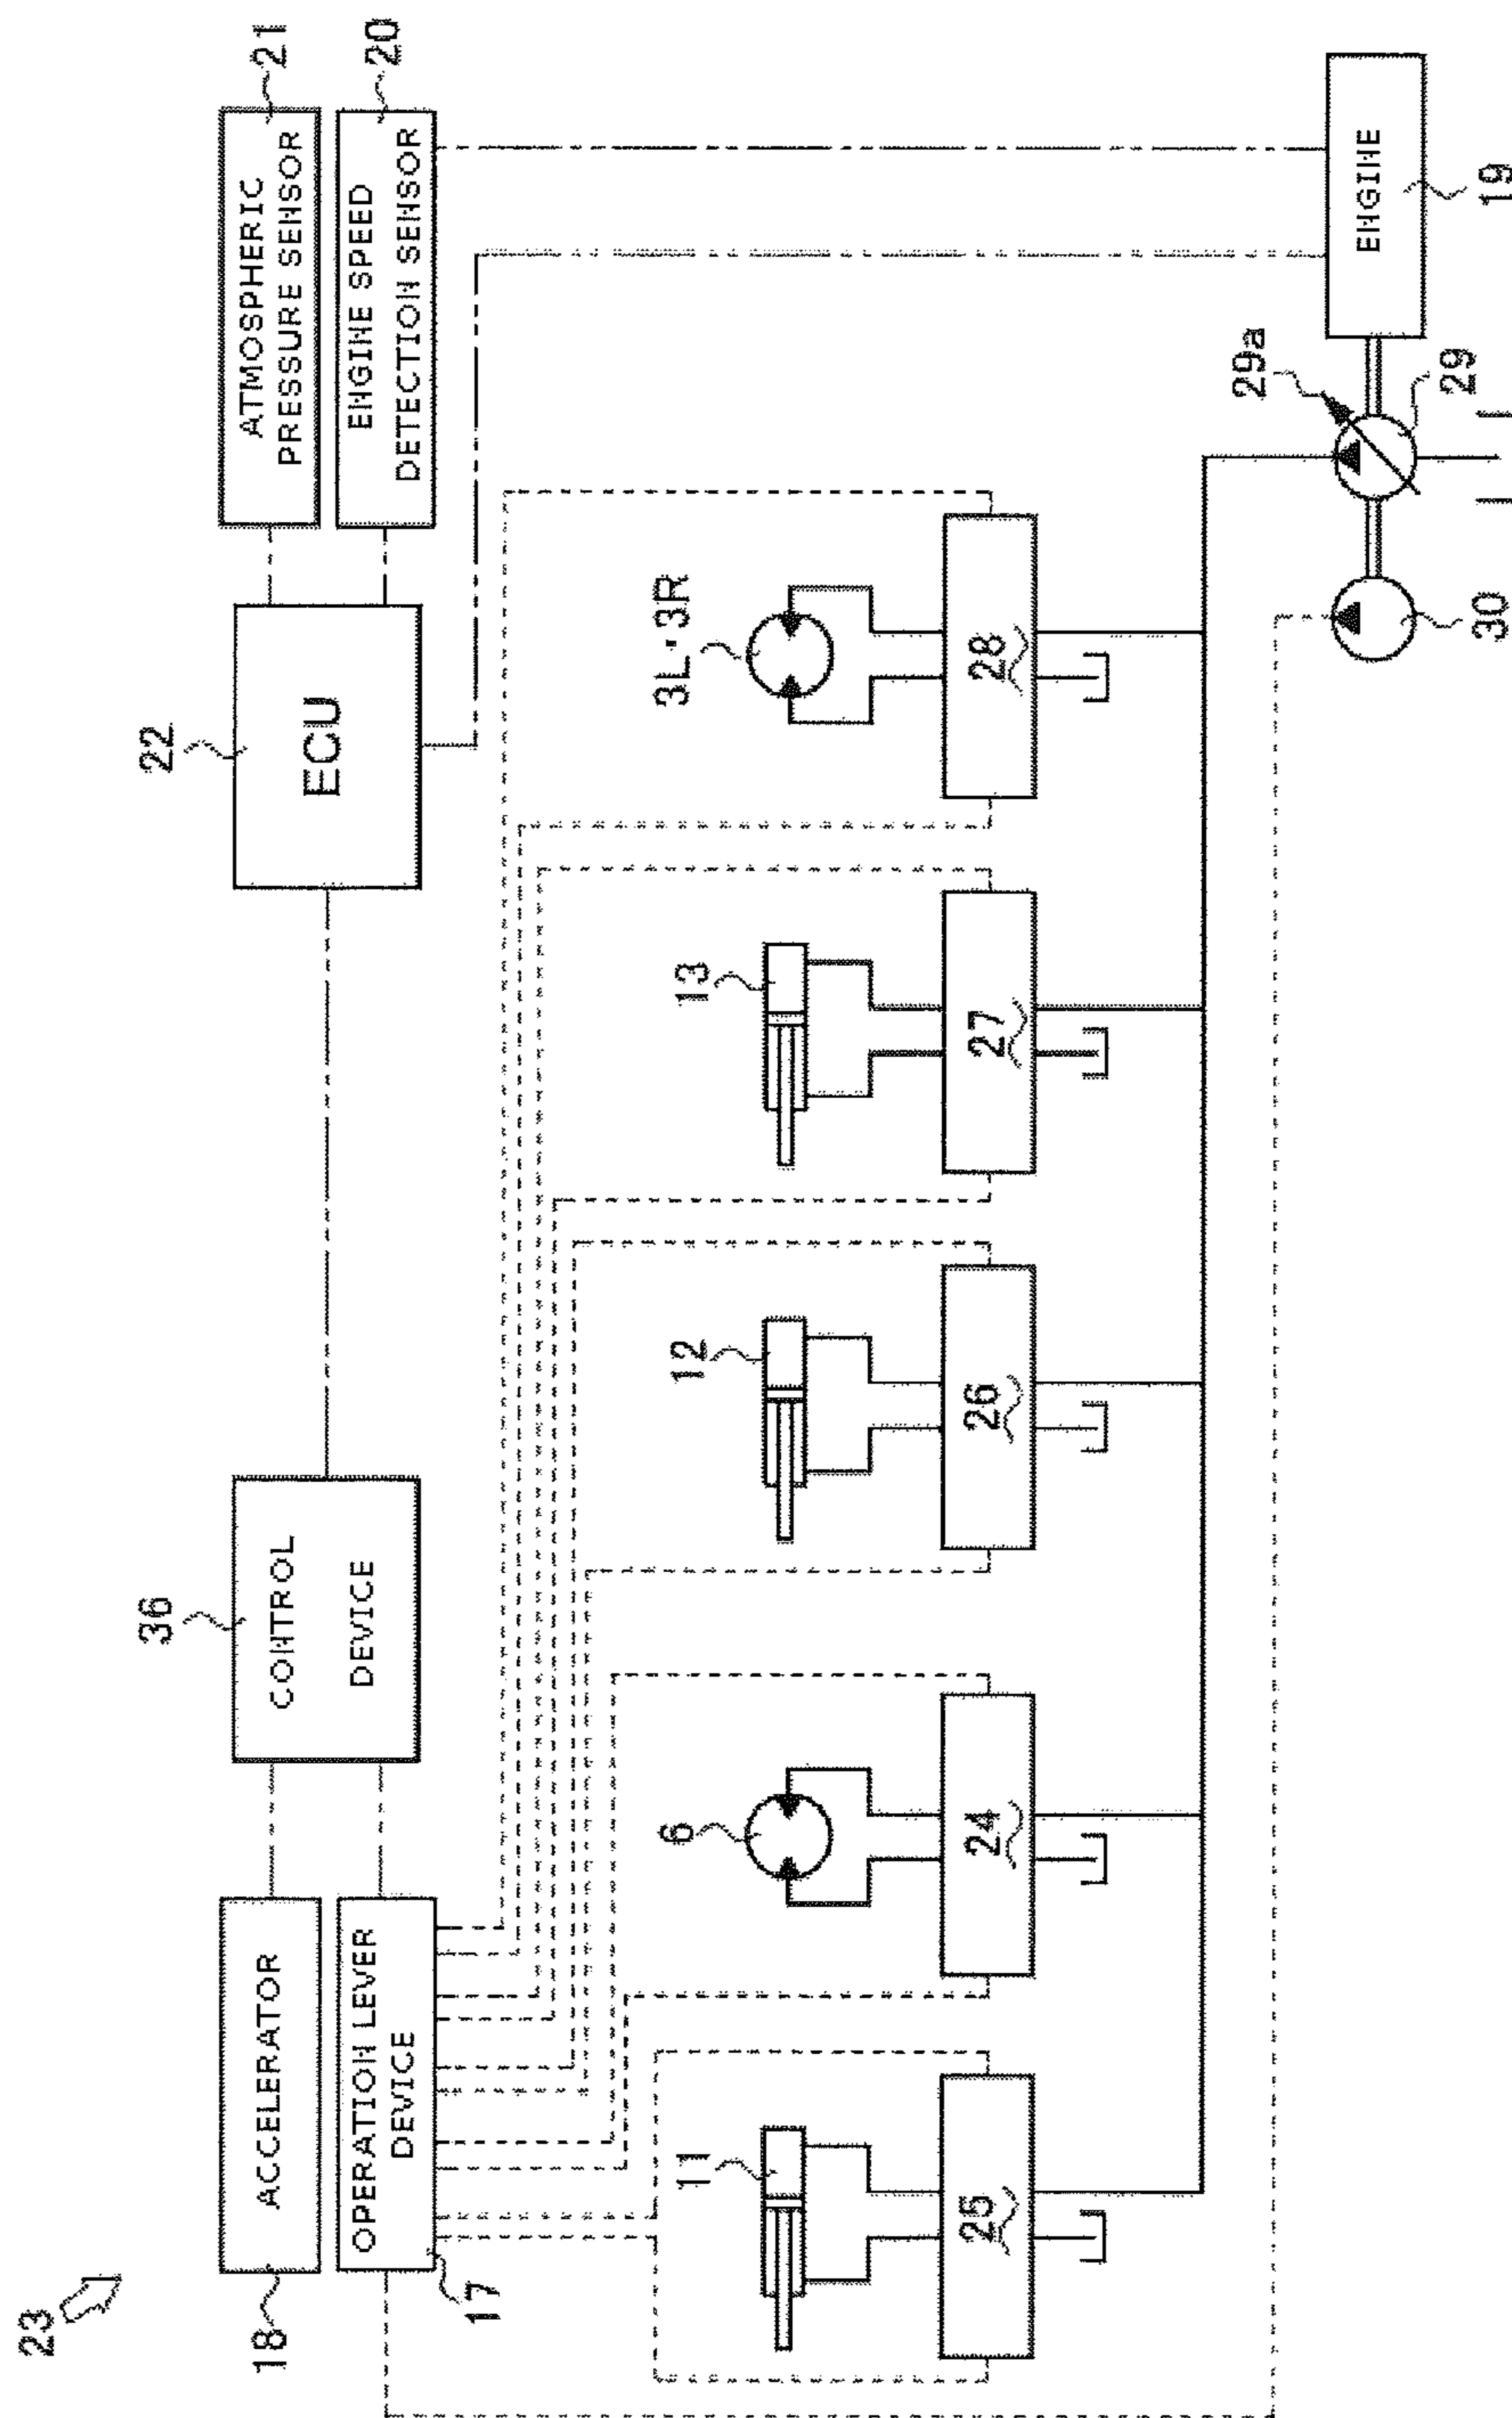 23
18
ACCELERATOR
17
OPERATION LEVER
DEVICE
36
CONTROL
DEVICE
22
ECU
21
ATMOSPHERIC
PRESSURE SENSOR
20
ENGINE SPEED
DETECTION SENSOR
11
6
12
13
3L・3R
25
24
26
27
28
29a
29
30
ENGINE
19